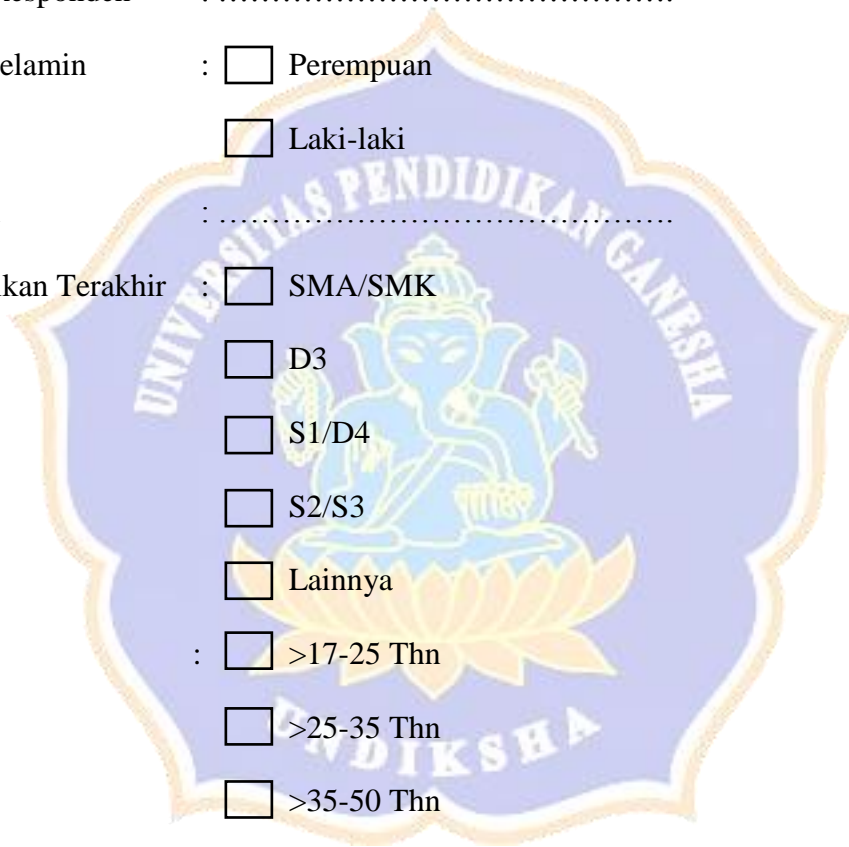 : ……………………………………….
elamin : Perempuan
Laki-laki
: ……………………………………….
kan Terakhir : SMA/SMK
D3
S1/D4
S2/S3
Lainnya
: >17-25 Thn
>25-35 Thn
>35-50 Thn
UNIVERSITAS PENDIDIKAN GANESHA
UNDIKSHA